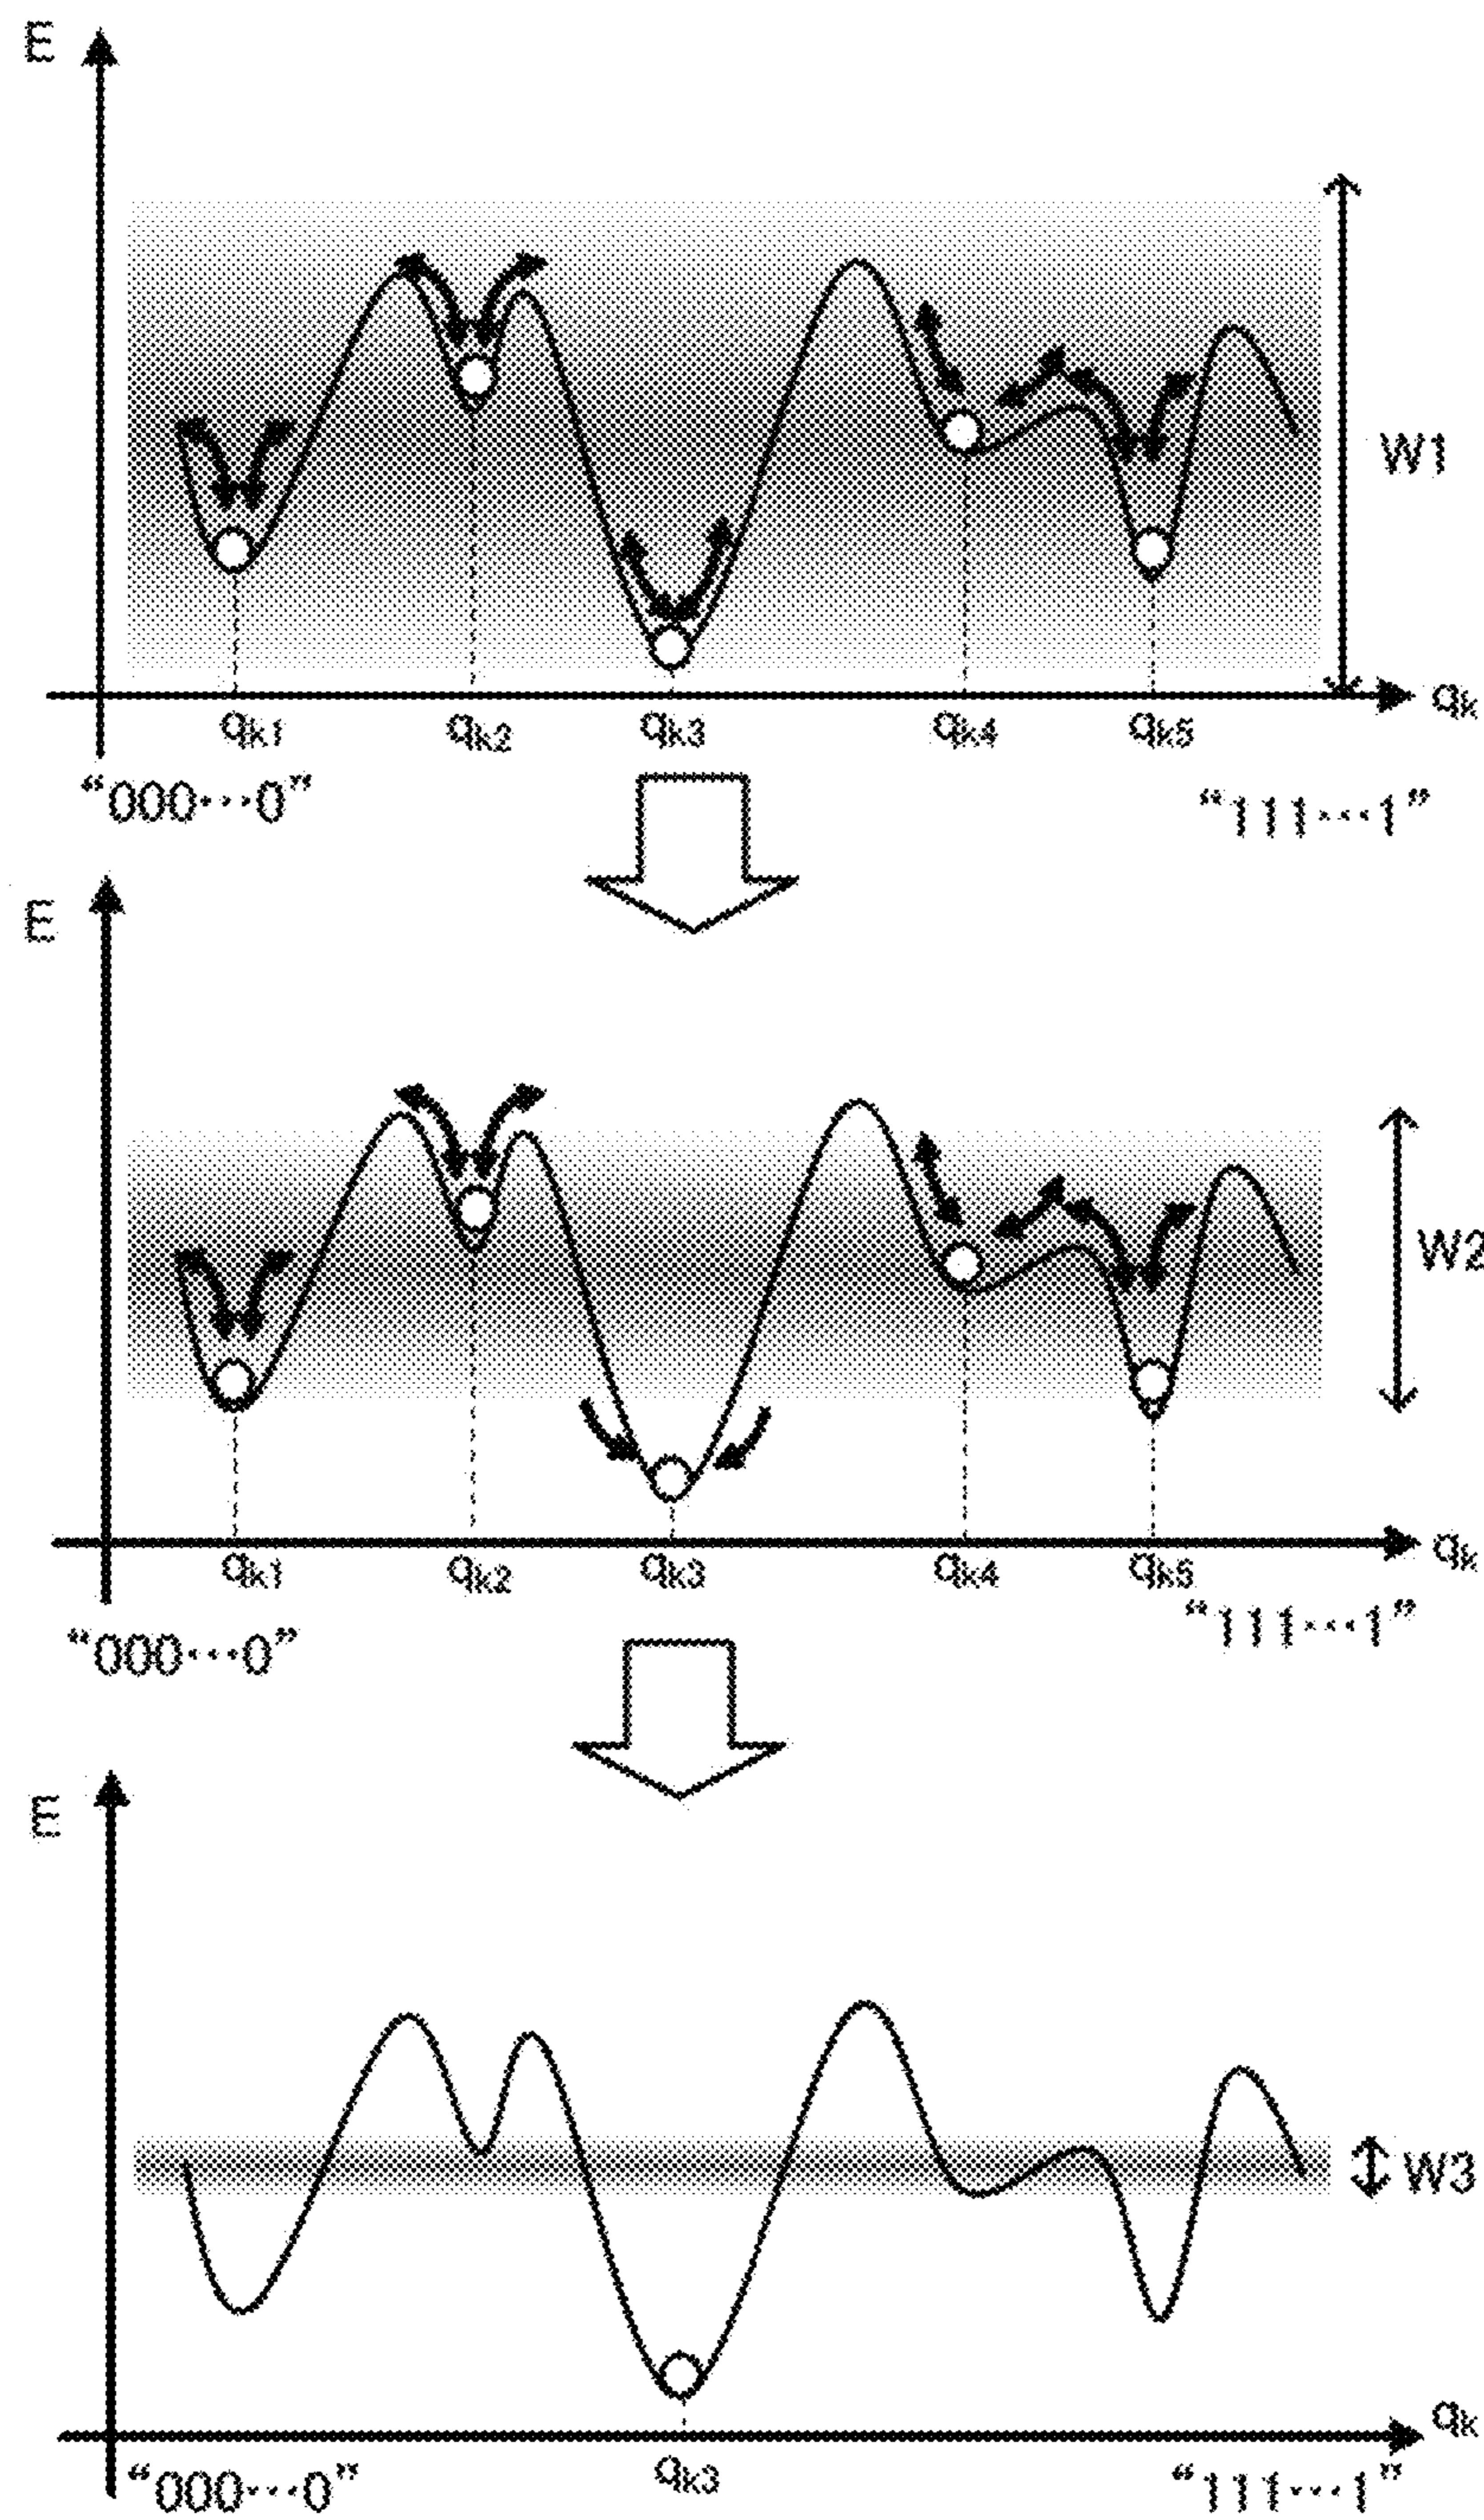 E
W1
qk
qk1 qk2 qk3 qk4 qk5
“000···0” “111···1”
E
W2
qk
qk1 qk2 qk3 qk4 qk5
“000···0” “111···1”
E
W3
qk
“000···0” qk3 “111···1”